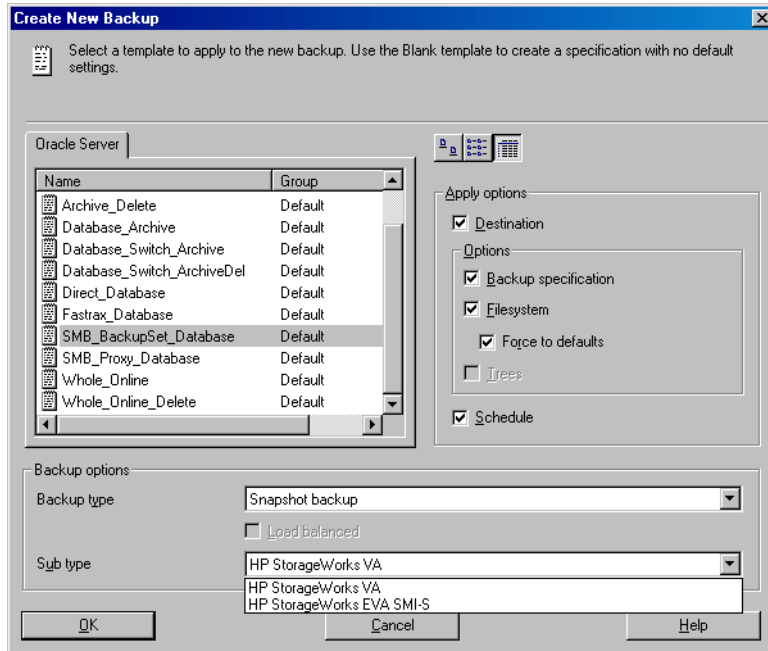 Create New Backup
Select a template to apply to the new backup. Use the Blank template to create a specification with no default
settings.
Oracle Server
Name Group
Archive_Delete Default
Database_Archive Default
Database_Switch_Archive Default
Database_Switch_ArchiveDel Default
Direct_Database Default
Fastrax_Database Default
SMB_BackupSet_Database Default
SMB_Proxy_Database Default
Whole_Online Default
Whole_Online_Delete Default
Apply options
Destination
Options
Backup specification
Filesystem
Force to defaults
Trees
Schedule
Backup options
Backup type Snapshot backup
Load balanced
Sub type HP StorageWorks VA
HP StorageWorks VA
HP StorageWorks EVA SMI-S
OK Cancel Help